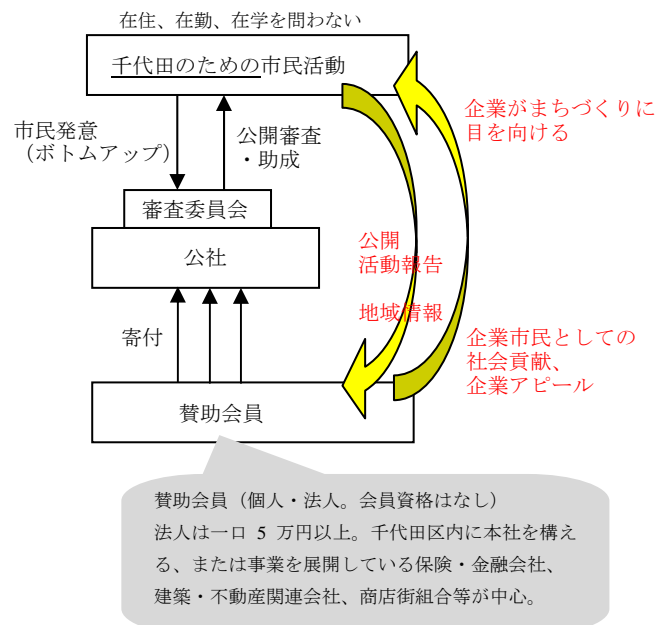 在住、在勤、在学を問わない
千代田のための市民活動
市民発意
（ボトムアップ）
公開審査
・助成
企業がまちづくりに
目を向ける
審査委員会
公社
公開
活動報告
地域情報
寄付
企業市民としての
社会貢献、
企業アピール
賛助会員
賛助会員（個人・法人。会員資格はなし）
法人は一口 5 万円以上。千代田区内に本社を構え
る、または事業を展開している保険・金融会社、
建築・不動産関連会社、商店街組合等が中心。